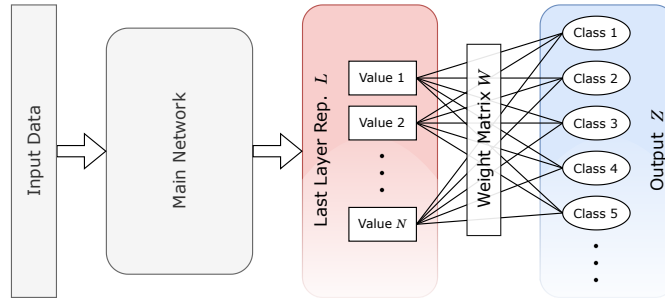 Input Data
Main Network
Last Layer Rep. L
Value 1
Value 2
Value N
Weight Matrix W
Class 1
Class 2
Class 3
Class 4
Class 5
Output Z